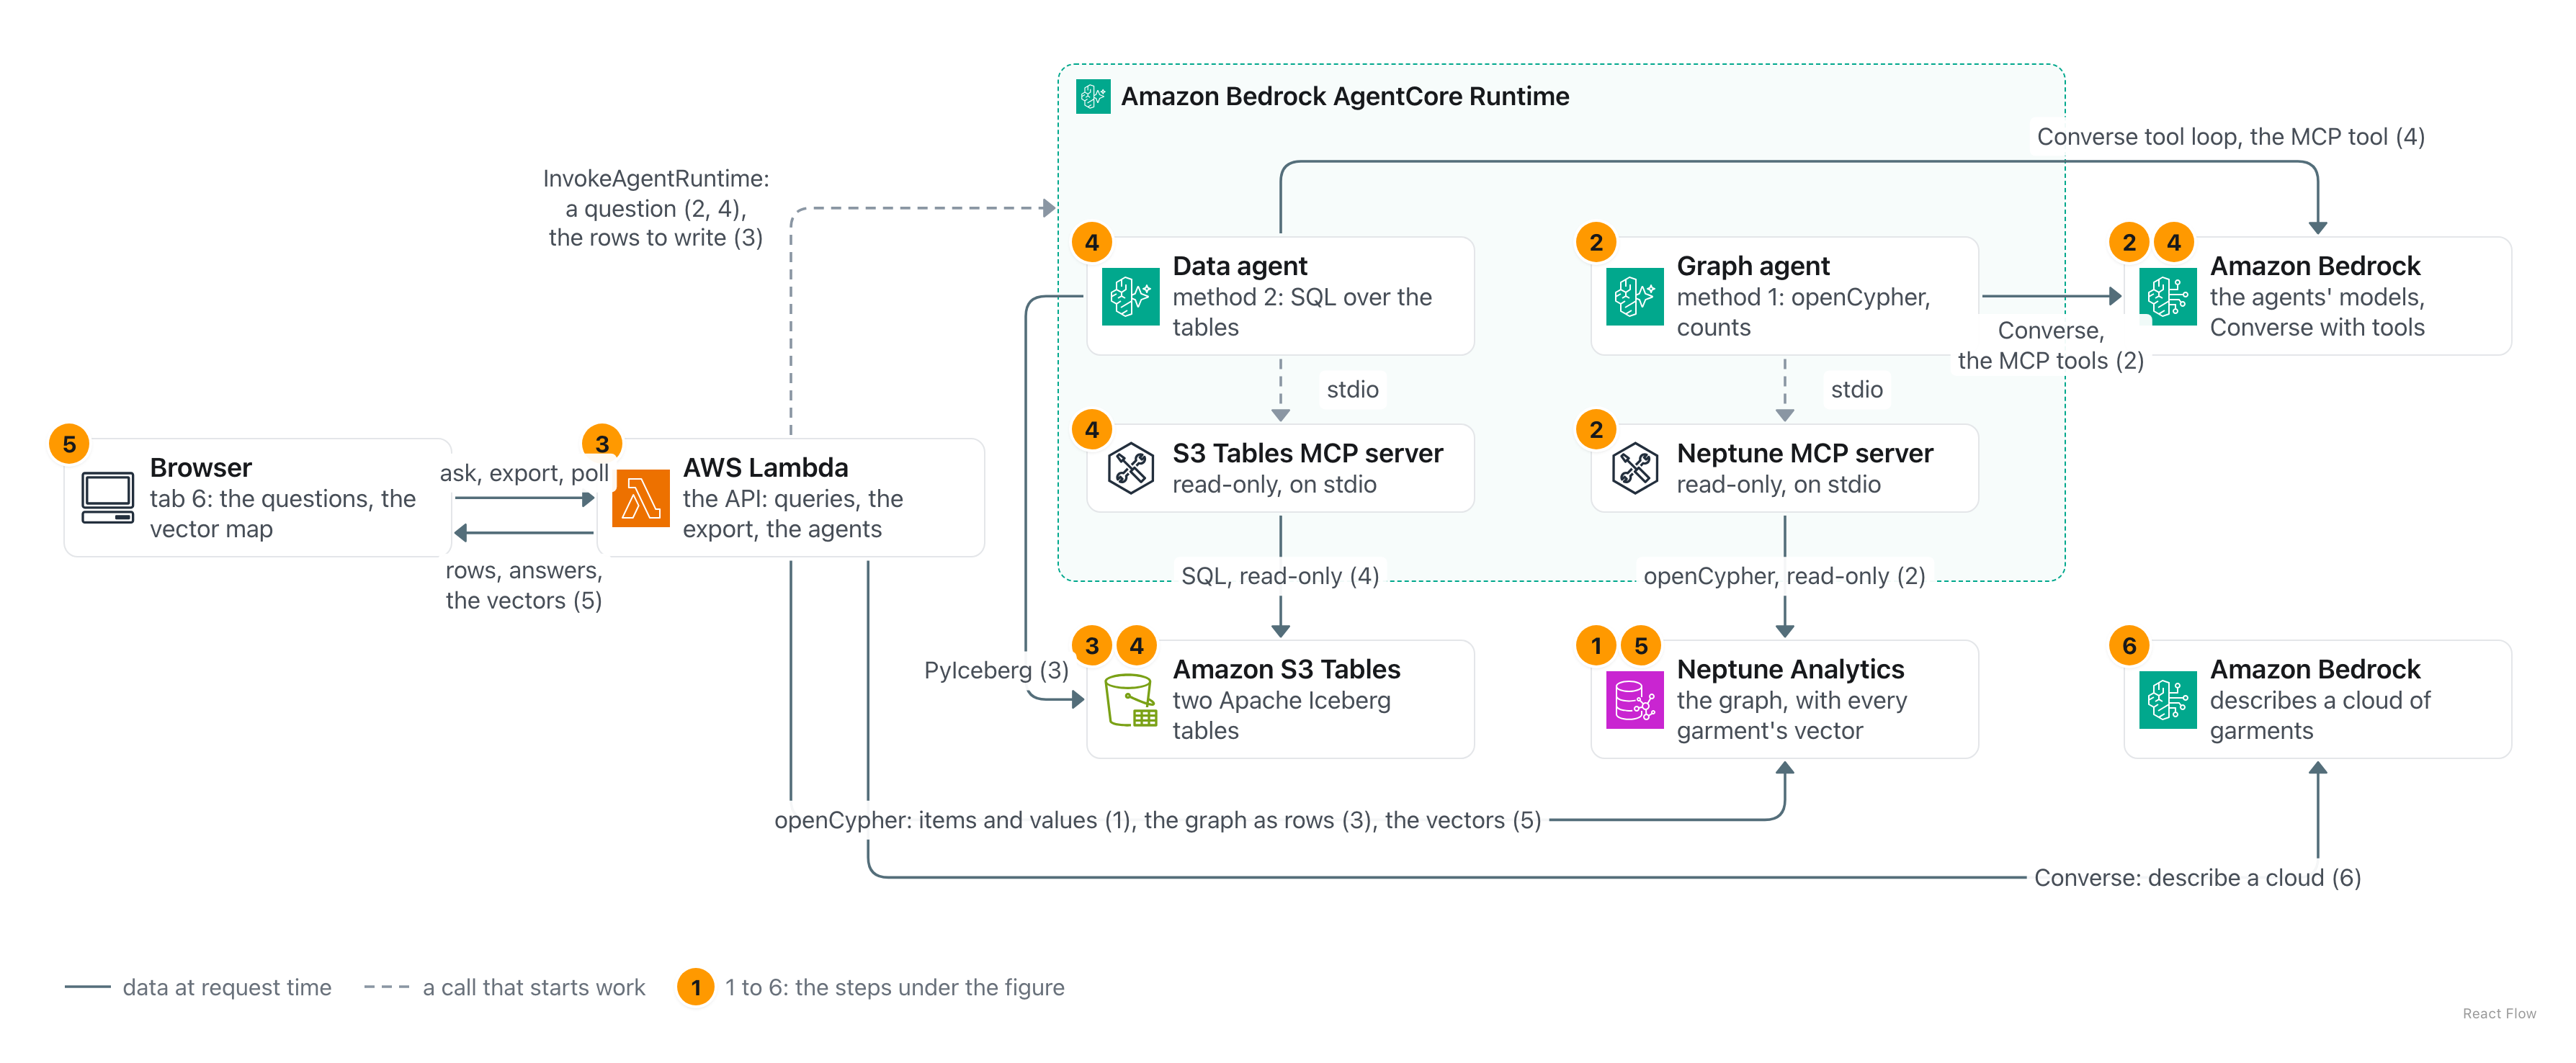 Amazon Bedrock AgentCore Runtime
Converse tool loop, the MCP tool (4)
InvokeAgentRuntime:
a question (2, 4),
the rows to write (3)
4
Data agent
method 2: SQL over the
tables
2
Graph agent
method 1: openCypher,
counts
2 4
Amazon Bedrock
the agents' models,
Converse with tools
Converse,
the MCP tools (2)
stdio
stdio
5
Browser
tab 6: the questions, the
vector map
ask, export, poll
rows, answers,
the vectors (5)
3
AWS Lambda
the API: queries, the
export, the agents
4
S3 Tables MCP server
read-only, on stdio
2
Neptune MCP server
read-only, on stdio
SQL, read-only (4)
openCypher, read-only (2)
PyIceberg (3)
3 4
Amazon S3 Tables
two Apache Iceberg
tables
1 5
Neptune Analytics
the graph, with every
garment's vector
6
Amazon Bedrock
describes a cloud of
garments
openCypher: items and values (1), the graph as rows (3), the vectors (5)
Converse: describe a cloud (6)
data at request time
a call that starts work
1
1 to 6: the steps under the figure
React Flow